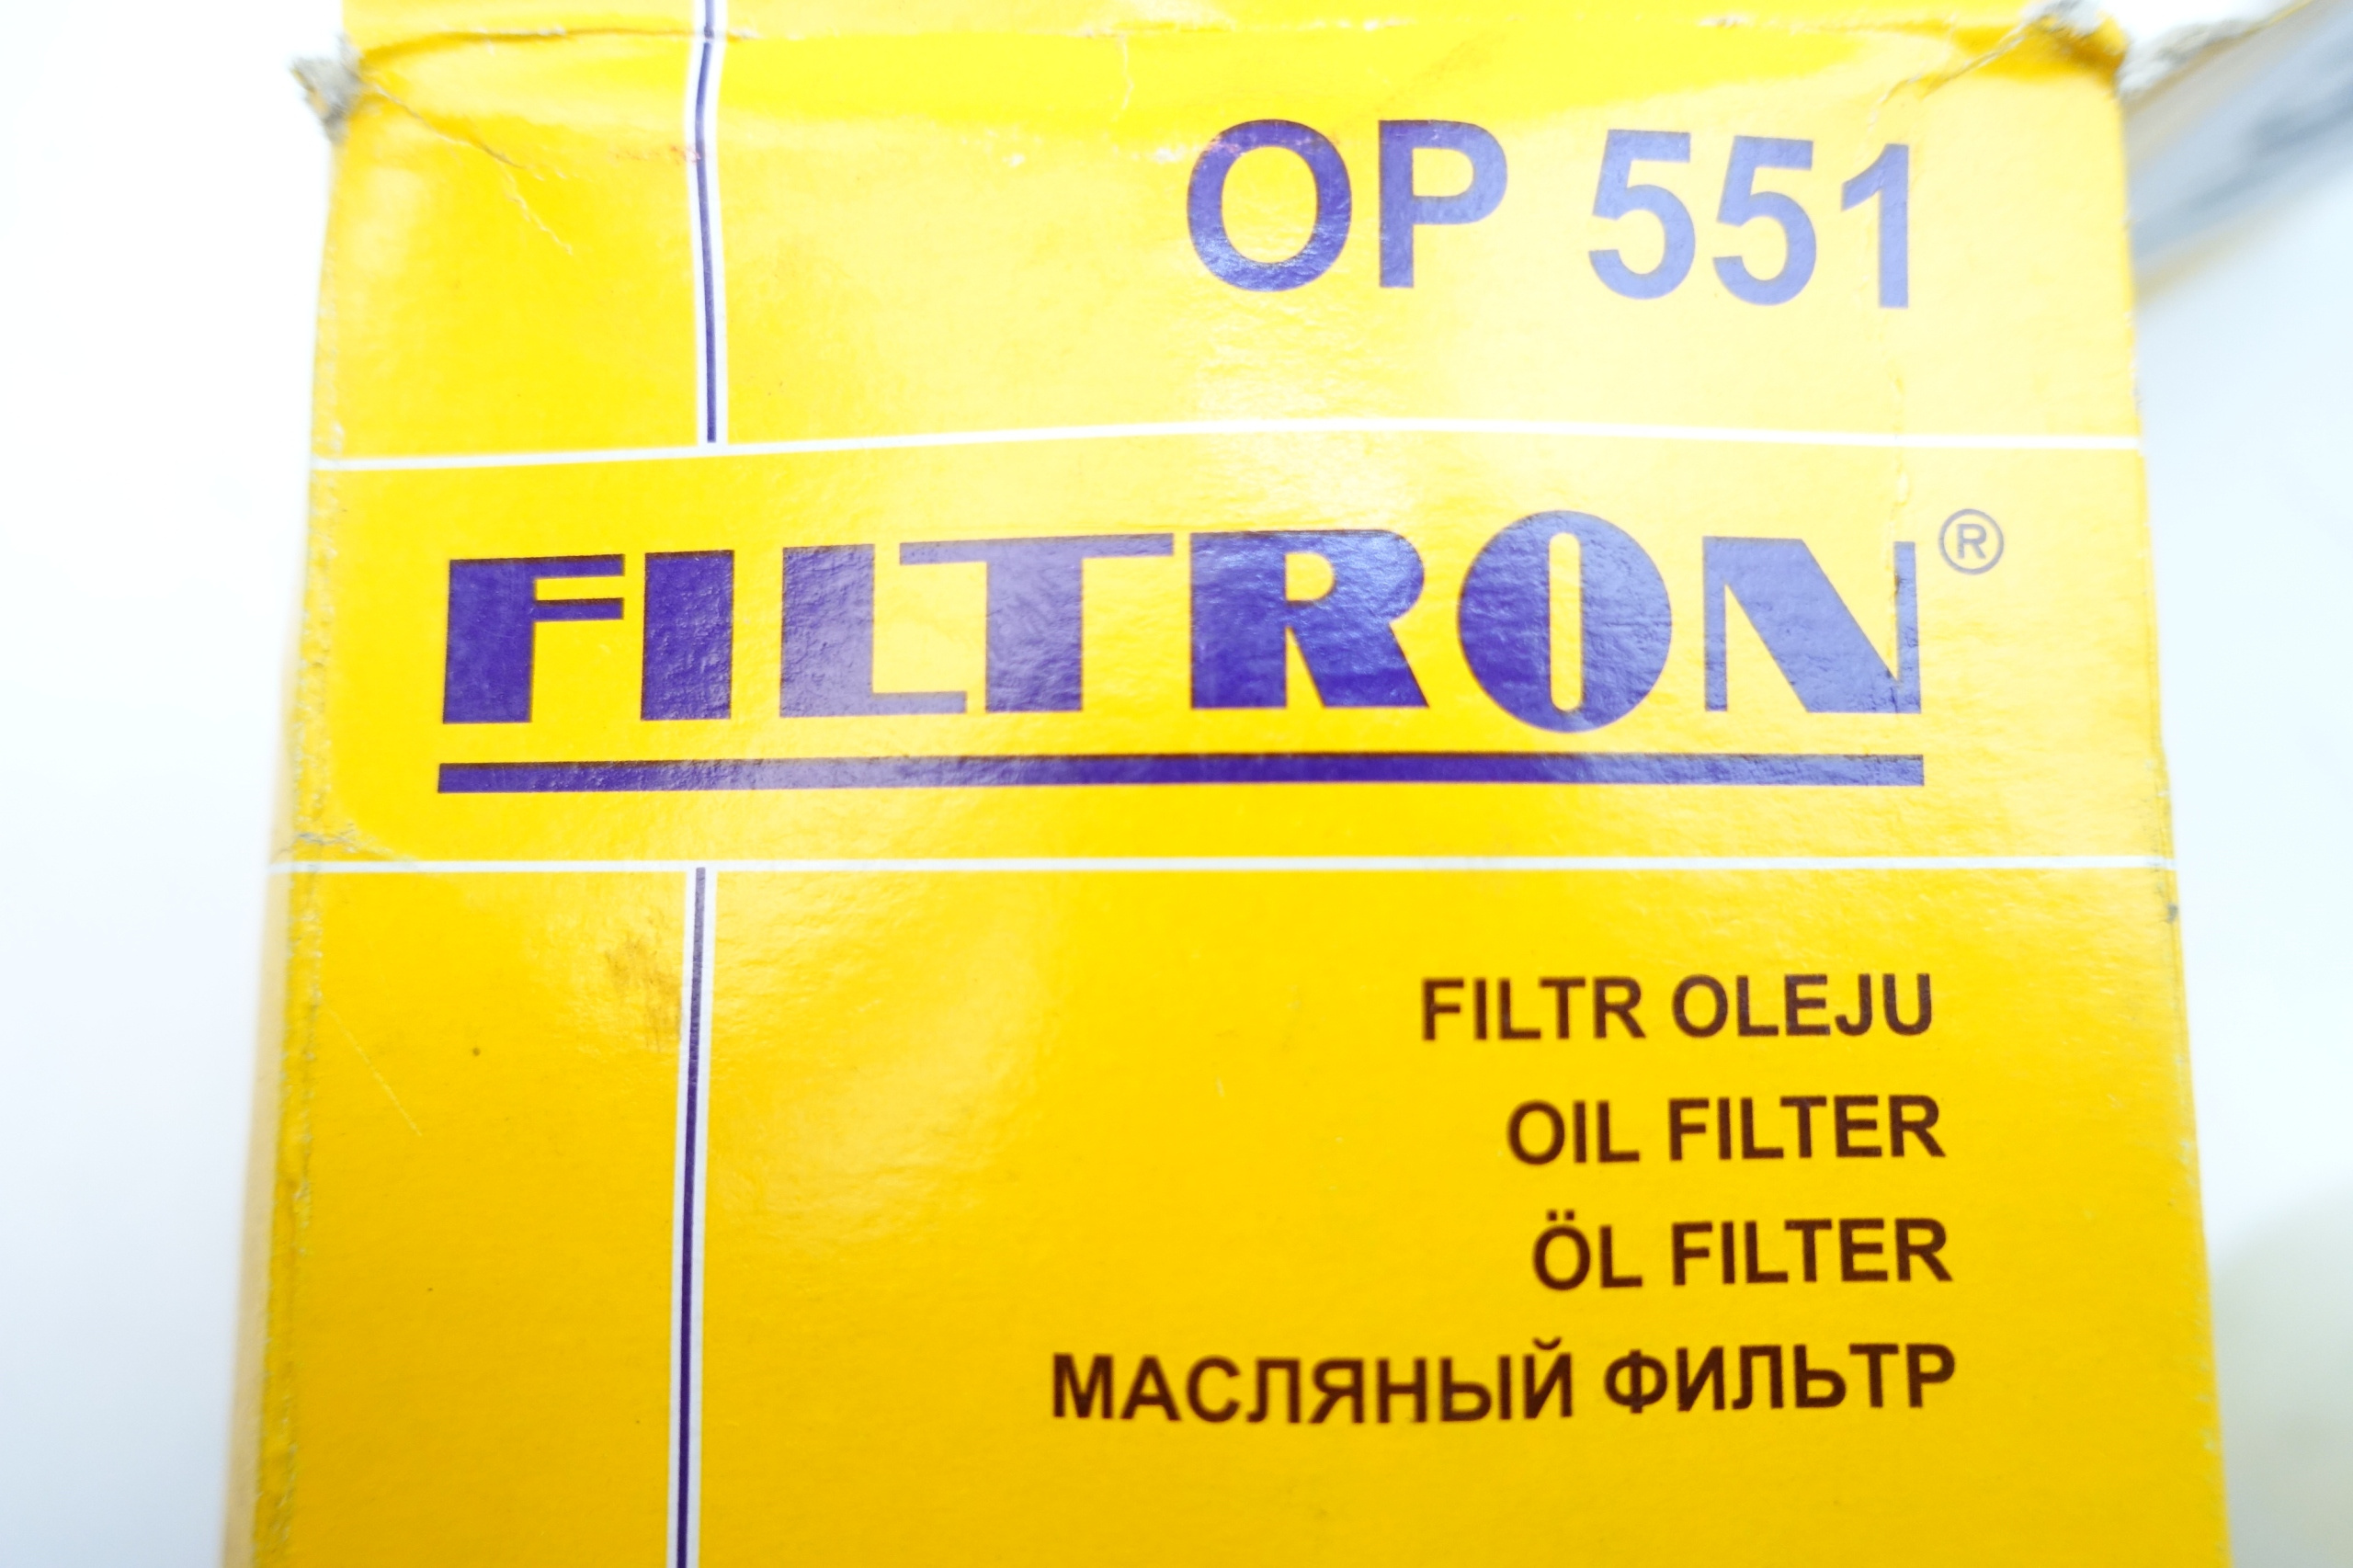 OP 551
FILTRON®
FILTR OLEJU
OIL FILTER
ÖL FILTER
МАСЛЯНЫЙ ФИЛЬТР